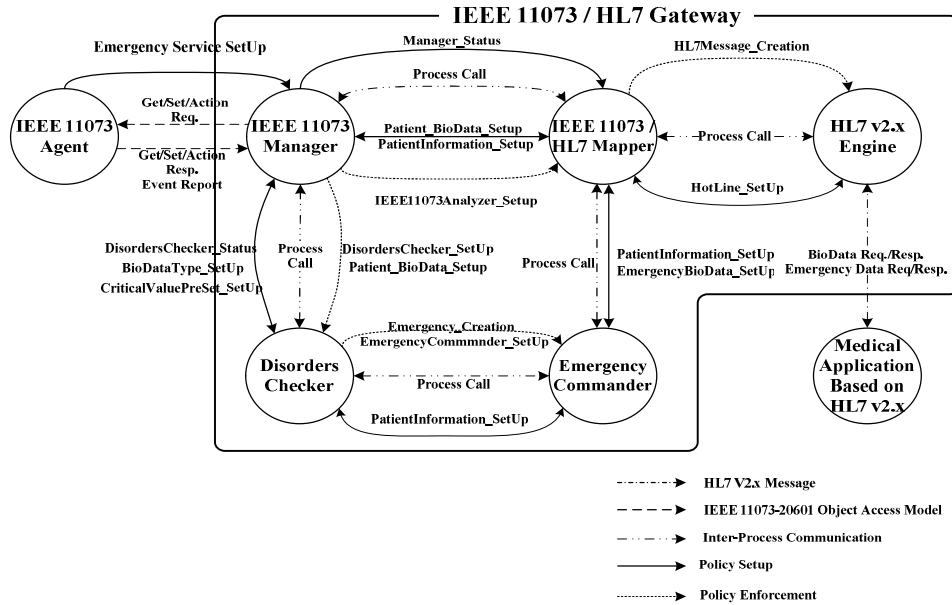 IEEE 11073 / HL7 Gateway
Emergency Service SetUp
Manager_Status
HL7Message_Creation
Process Call
Get/Set/Action
Req.
IEEE 11073
Agent
IEEE 11073
Manager
Patient_BioData_Setup
PatientInformation_Setup
IEEE 11073 /
HL7 Mapper
Process Call
HL7 v2.x
Engine
Get/Set/Action
Resp.
Event Report
IEEE11073Analyzer_Setup
HotLine_SetUp
DisordersChecker_Status
BioDataType_SetUp
CriticalValuePreSet_SetUp
Process
Call
DisordersChecker_SetUp
Patient_BioData_Setup
Process Call
PatientInformation_SetUp
EmergencyBioData_SetUp
BioData Req./Resp.
Emergency Data Req/Resp.
Emergency_Creation
EmergencyCommmnder_SetUp
Disorders
Checker
Process Call
Emergency
Commander
Medical
Application
Based on
HL7 v2.x
PatientInformation_SetUp
HL7 V2.x Message
IEEE 11073-20601 Object Access Model
Inter-Process Communication
Policy Setup
Policy Enforcement